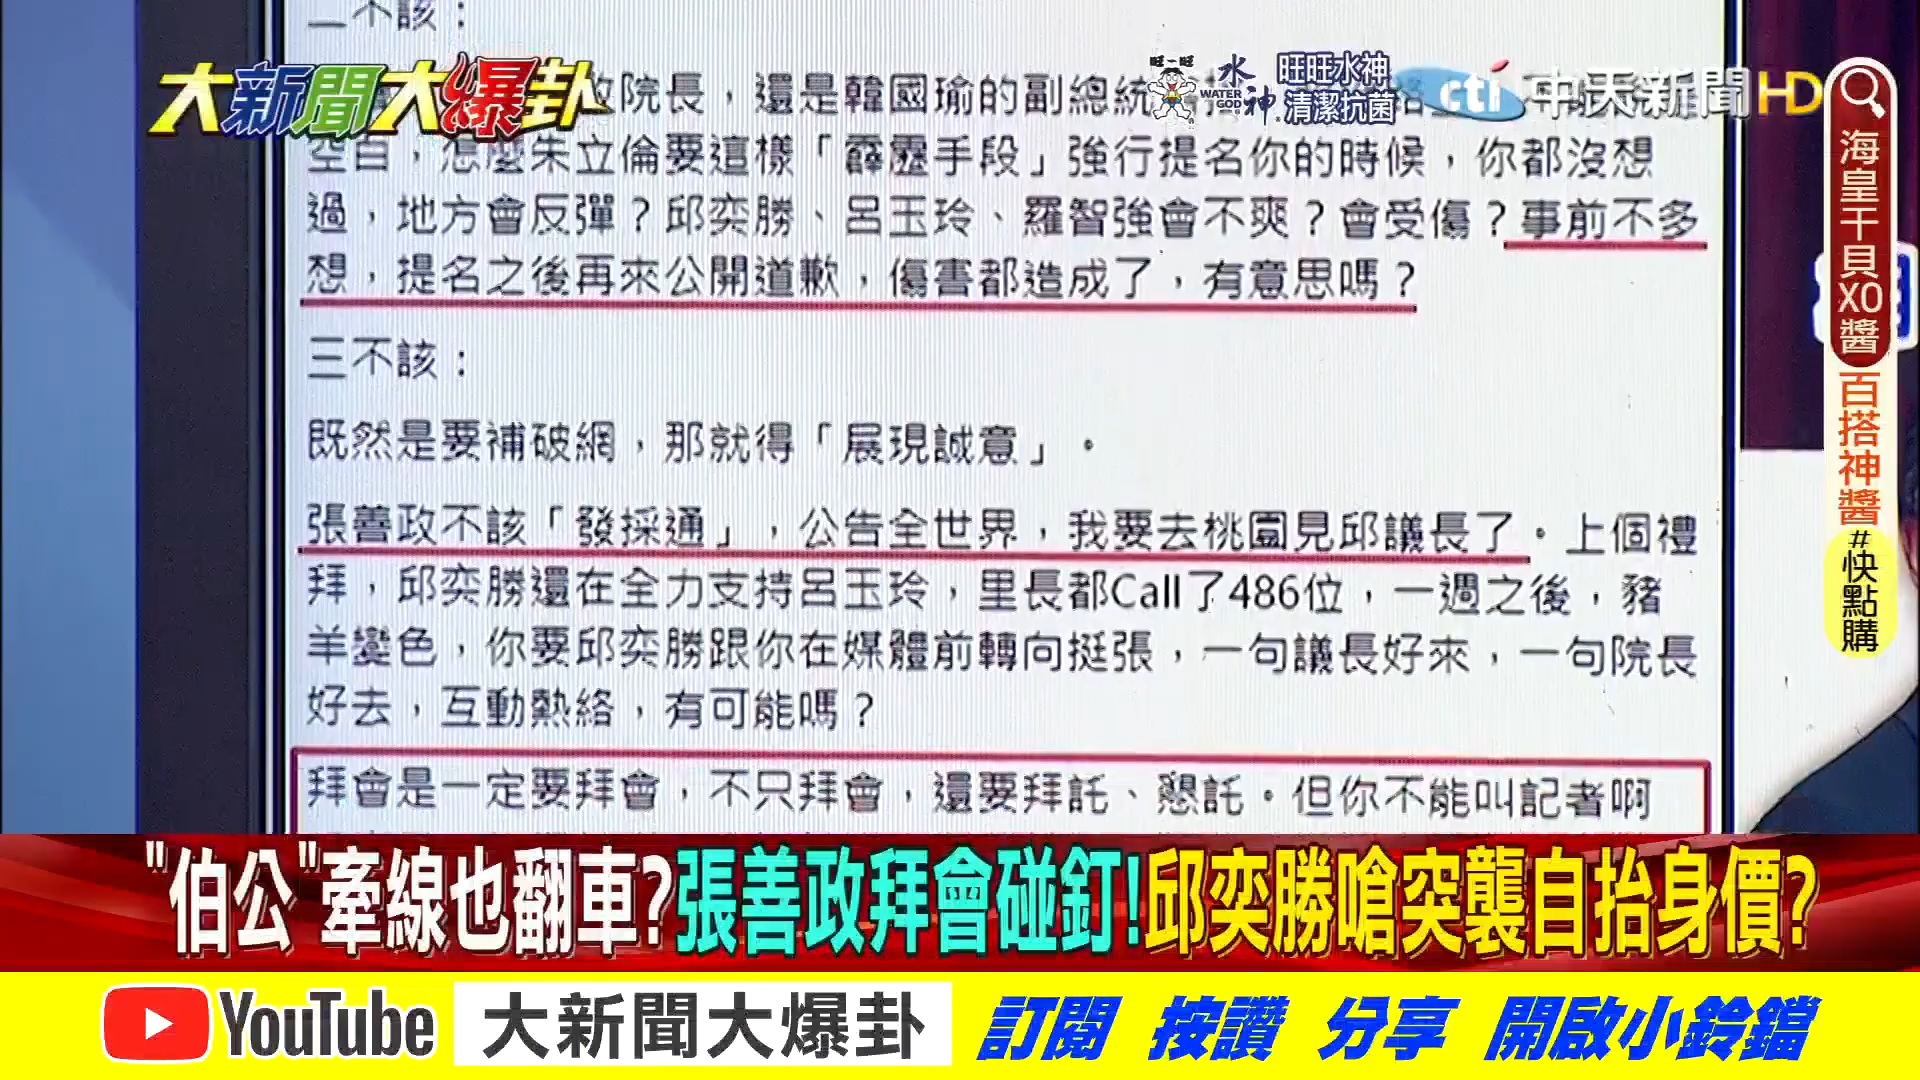 二不該：
大新聞大爆卦
院長，還是韓國瑜的副總統
旺一旺
水神
WATER GOD
旺旺水神
清潔抗菌
cti 中天新聞HD
空白，怎麼朱立倫要這樣「霹靂手段」強行提名你的時候，你都沒想
過，地方會反彈？邱奕勝、呂玉玲、羅智強會不爽？會受傷？事前不多
想，提名之後再來公開道歉，傷害都造成了，有意思嗎？
三不該：
既然是要補破網，那就得「展現誠意」。
張善政不該「發採通」，公告全世界，我要去桃園見邱議長了。上個禮
拜，邱奕勝還在全力支持呂玉玲，里長都Call了486位，一週之後，豬
羊變色，你要邱奕勝跟你在媒體前轉向挺張，一句議長好來，一句院長
好去，互動熱絡，有可能嗎？
拜會是一定要拜會，不只拜會，還要拜託、懇託。但你不能叫記者啊
海皇干貝XO醬
百搭神醬
#快點購
"伯公"牽線也翻車?張善政拜會碰釘!邱奕勝嗆突襲自抬身價?
YouTube 大新聞大爆卦 訂閱 按讚 分享 開啟小鈴鐺